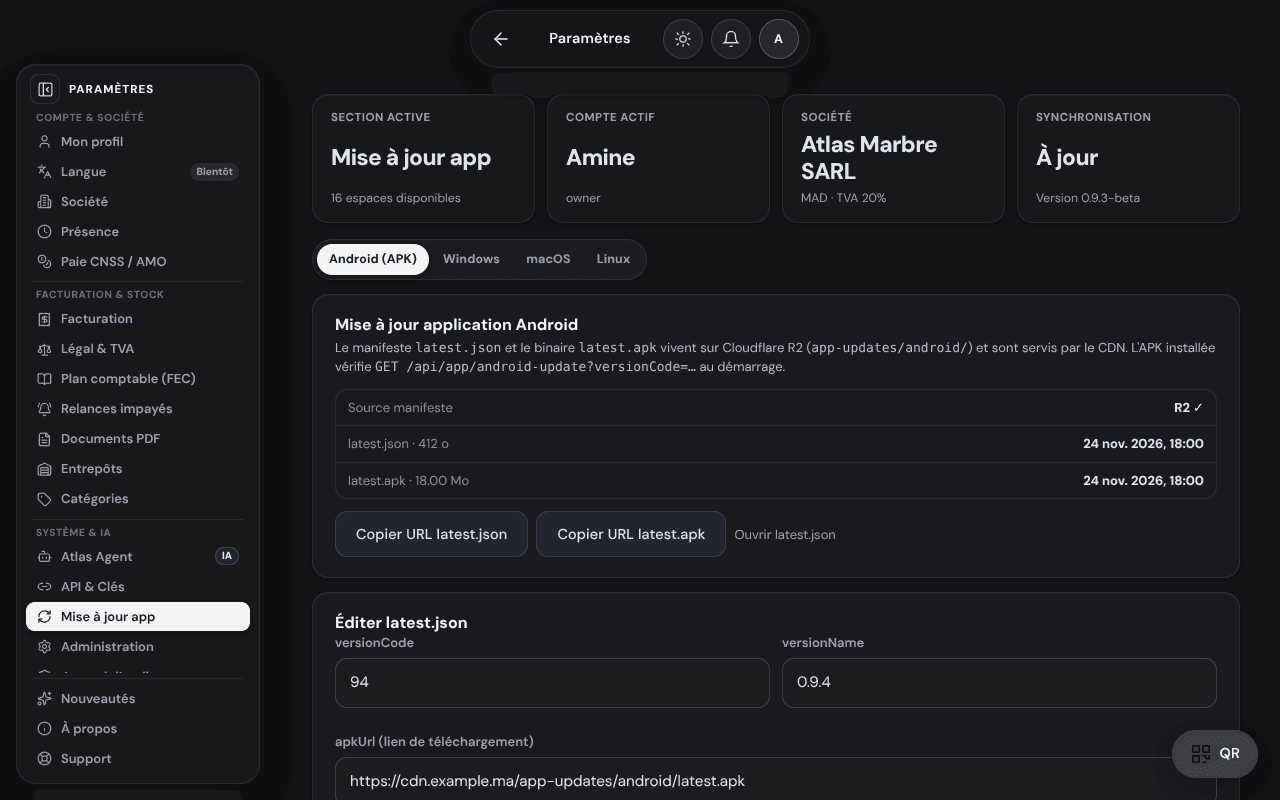 Paramètres
A
PARAMÈTRES
COMPTE & SOCIÉTÉ
Mon profil
Langue
Bientôt
Société
Présence
Paie CNSS / AMO
FACTURATION & STOCK
Facturation
Légal & TVA
Plan comptable (FEC)
Relances impayés
Documents PDF
Entrepôts
Catégories
SYSTÈME & IA
Atlas Agent
IA
API & Clés
Mise à jour app
Administration
Nouveautés
À propos
Support
SECTION ACTIVE
Mise à jour app
16 espaces disponibles
COMPTE ACTIF
Amine
owner
SOCIÉTÉ
Atlas Marbre
SARL
MAD · TVA 20%
SYNCHRONISATION
À jour
Version 0.9.3-beta
Android (APK)
Windows
macOS
Linux
Mise à jour application Android
Le manifeste latest.json et le binaire latest.apk vivent sur Cloudflare R2 (app-updates/android/) et sont servis par le CDN. L'APK installée
vérifie GET /api/app/android-update?versionCode=… au démarrage.
Source manifeste
R2 ✓
latest.json · 412 o
24 nov. 2026, 18:00
latest.apk · 18.00 Mo
24 nov. 2026, 18:00
Copier URL latest.json
Copier URL latest.apk
Ouvrir latest.json
Éditer latest.json
versionCode
versionName
94
0.9.4
apkUrl (lien de téléchargement)
https://cdn.example.ma/app-updates/android/latest.apk
QR